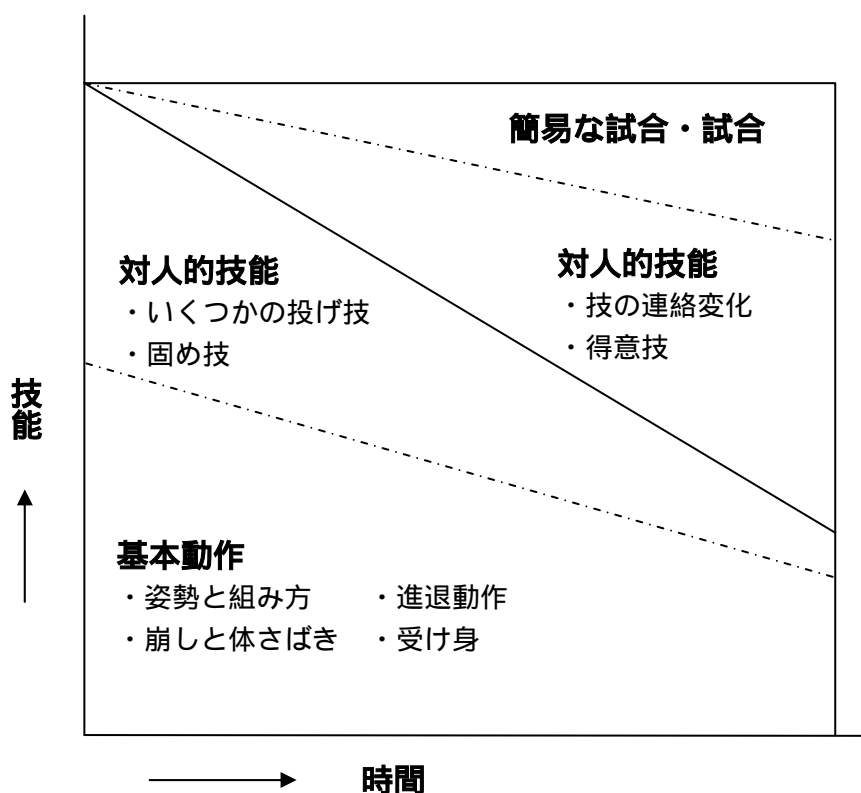 簡易な試合・試合
対人的技能
・いくつかの投げ技
・固め技
対人的技能
・技の連絡変化
・得意技
技能
基本動作
・姿勢と組み方 ・進退動作
・崩しと体さばき ・受け身
時間